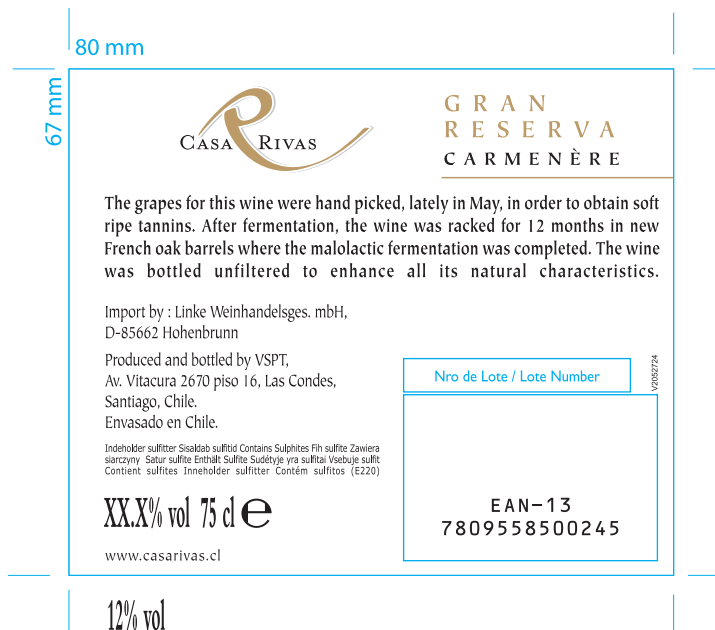 80 mm
67 mm
CASA RIVAS
GRAN
RESERVA
CARMENÈRE
The grapes for this wine were hand picked, lately in May, in order to obtain soft
ripe tannins. After fermentation, the wine was racked for 12 months in new
French oak barrels where the malolactic fermentation was completed. The wine
was bottled unfiltered to enhance all its natural characteristics.
Import by : Linke Weinhandelsges. mbH,
D-85662 Hohenbrunn
Produced and bottled by VSPT,
Av. Vitacura 2670 piso 16, Las Condes,
Santiago, Chile.
Envasado en Chile.
Nro de Lote / Lote Number
V2052724
Indeholder sulfitter Sisaldab sulfitid Contains Sulphites Fih sulfite Zawiera
siarczyny Satur sulfite Enthält Sulfite Sudétyje yra sulfitai Vsebuje sulfit
Contient sulfites Inneholder sulfitter Contém sulfitos (E220)
XX.X% vol 75 cl e
EAN-13
7809558500245
www.casarivas.cl
12% vol